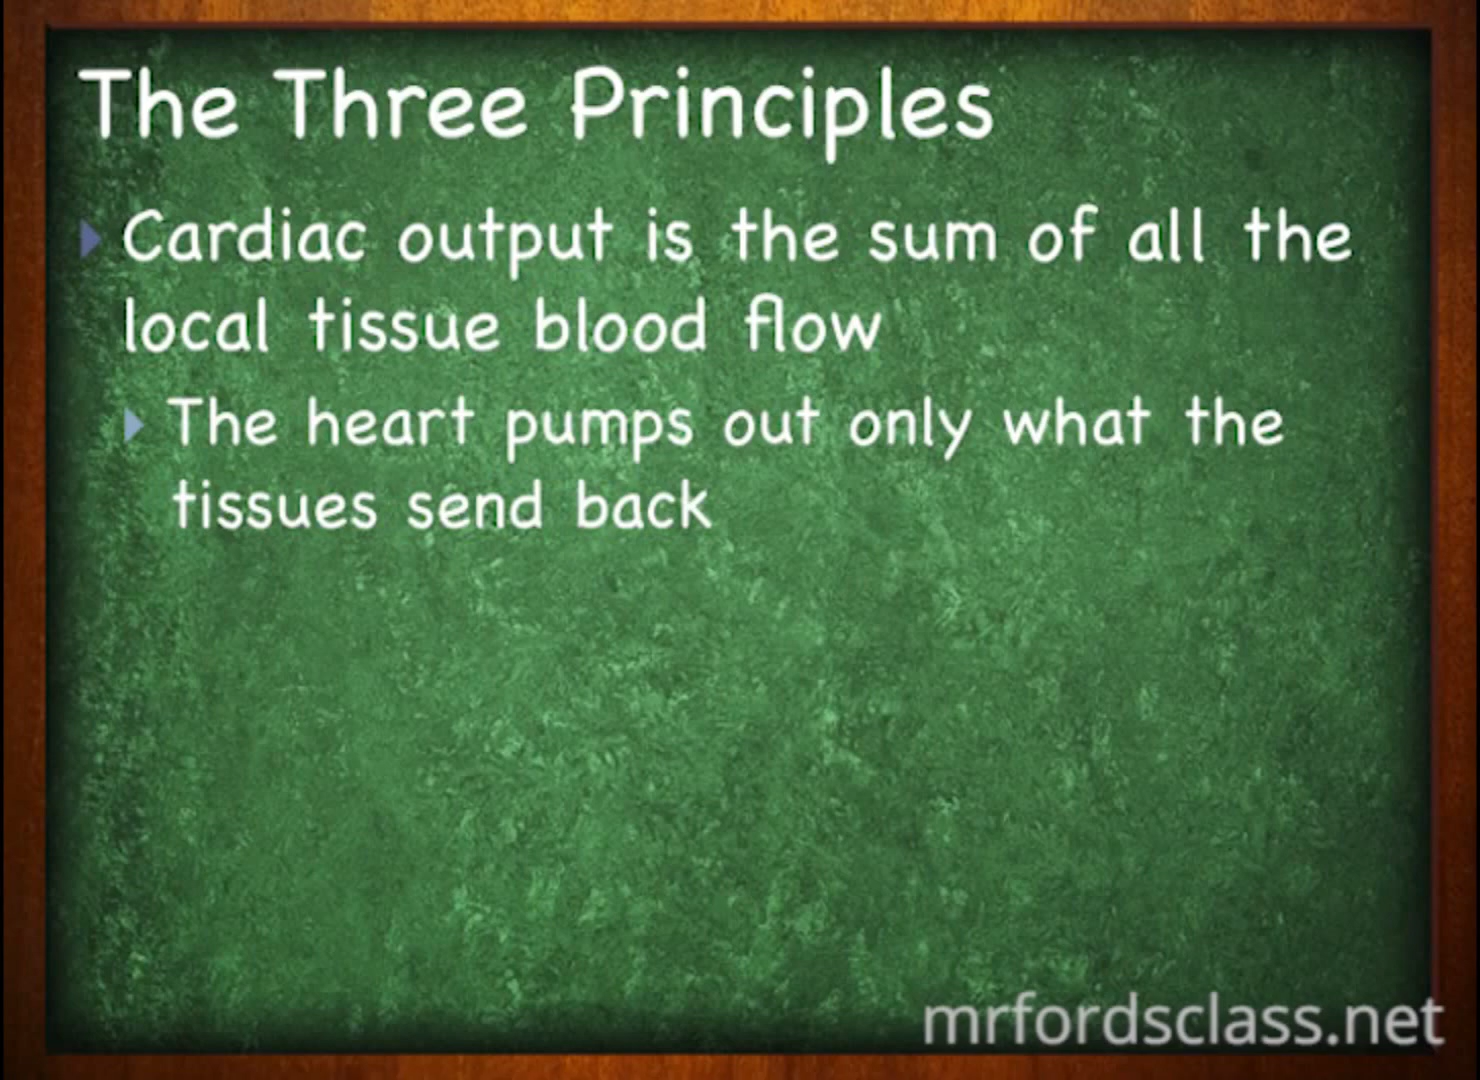 The Three Principles
Cardiac output is the sum of all the
local tissue blood flow
The heart pumps out only what the
tissues send back
mrfordsclass.net